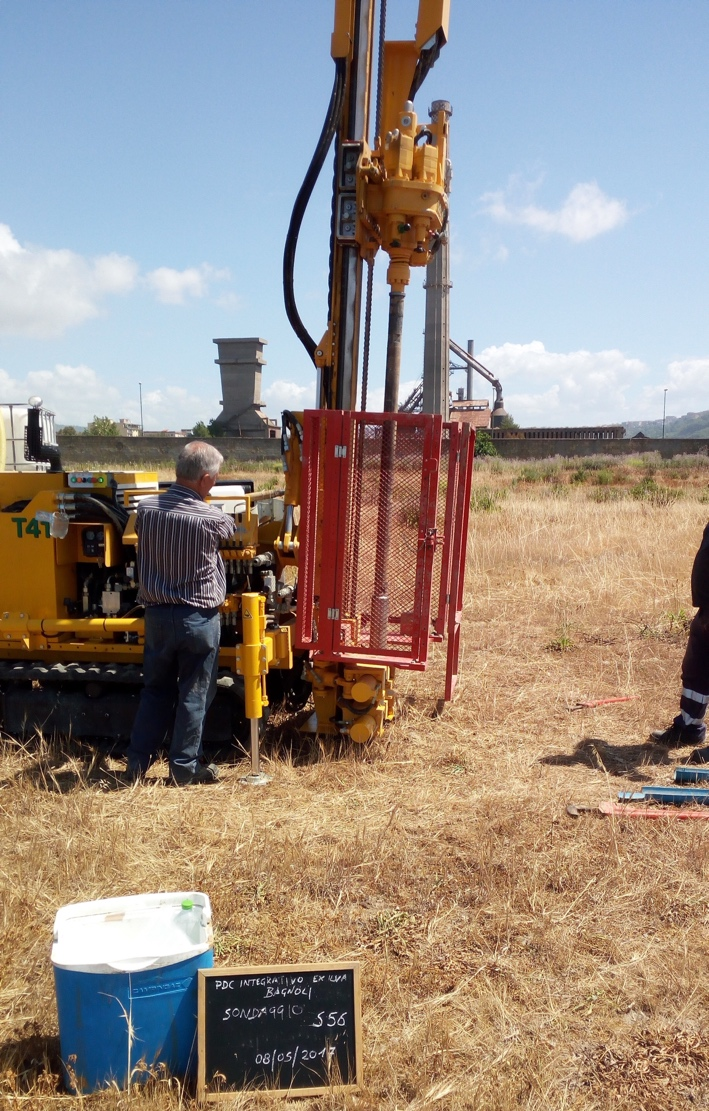 T41
PDC INTEGRATIVO EX ILVA
BAGNOLI
SONDAGGIO S56
08/05/2017